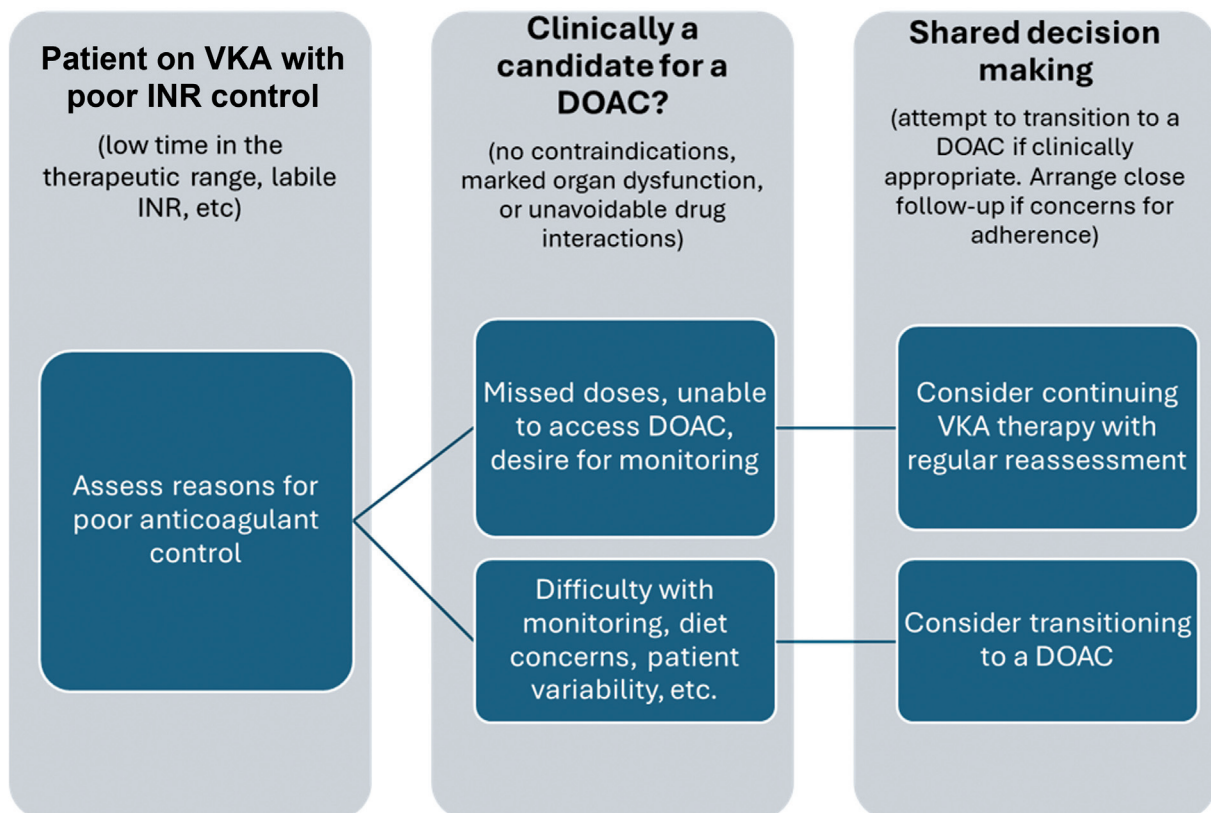 Patient on VKA with
poor INR control
(low time in the
therapeutic range, labile
INR, etc)
Assess reasons for
poor anticoagulant
control
Clinically a
candidate for a
DOAC?
(no contraindications,
marked organ dysfunction,
or unavoidable drug
interactions)
Missed doses, unable
to access DOAC,
desire for monitoring
Difficulty with
monitoring, diet
concerns, patient
variability, etc.
Shared decision
making
(attempt to transition to a
DOAC if clinically
appropriate. Arrange close
follow-up if concerns for
adherence)
Consider continuing
VKA therapy with
regular reassessment
Consider transitioning
to a DOAC